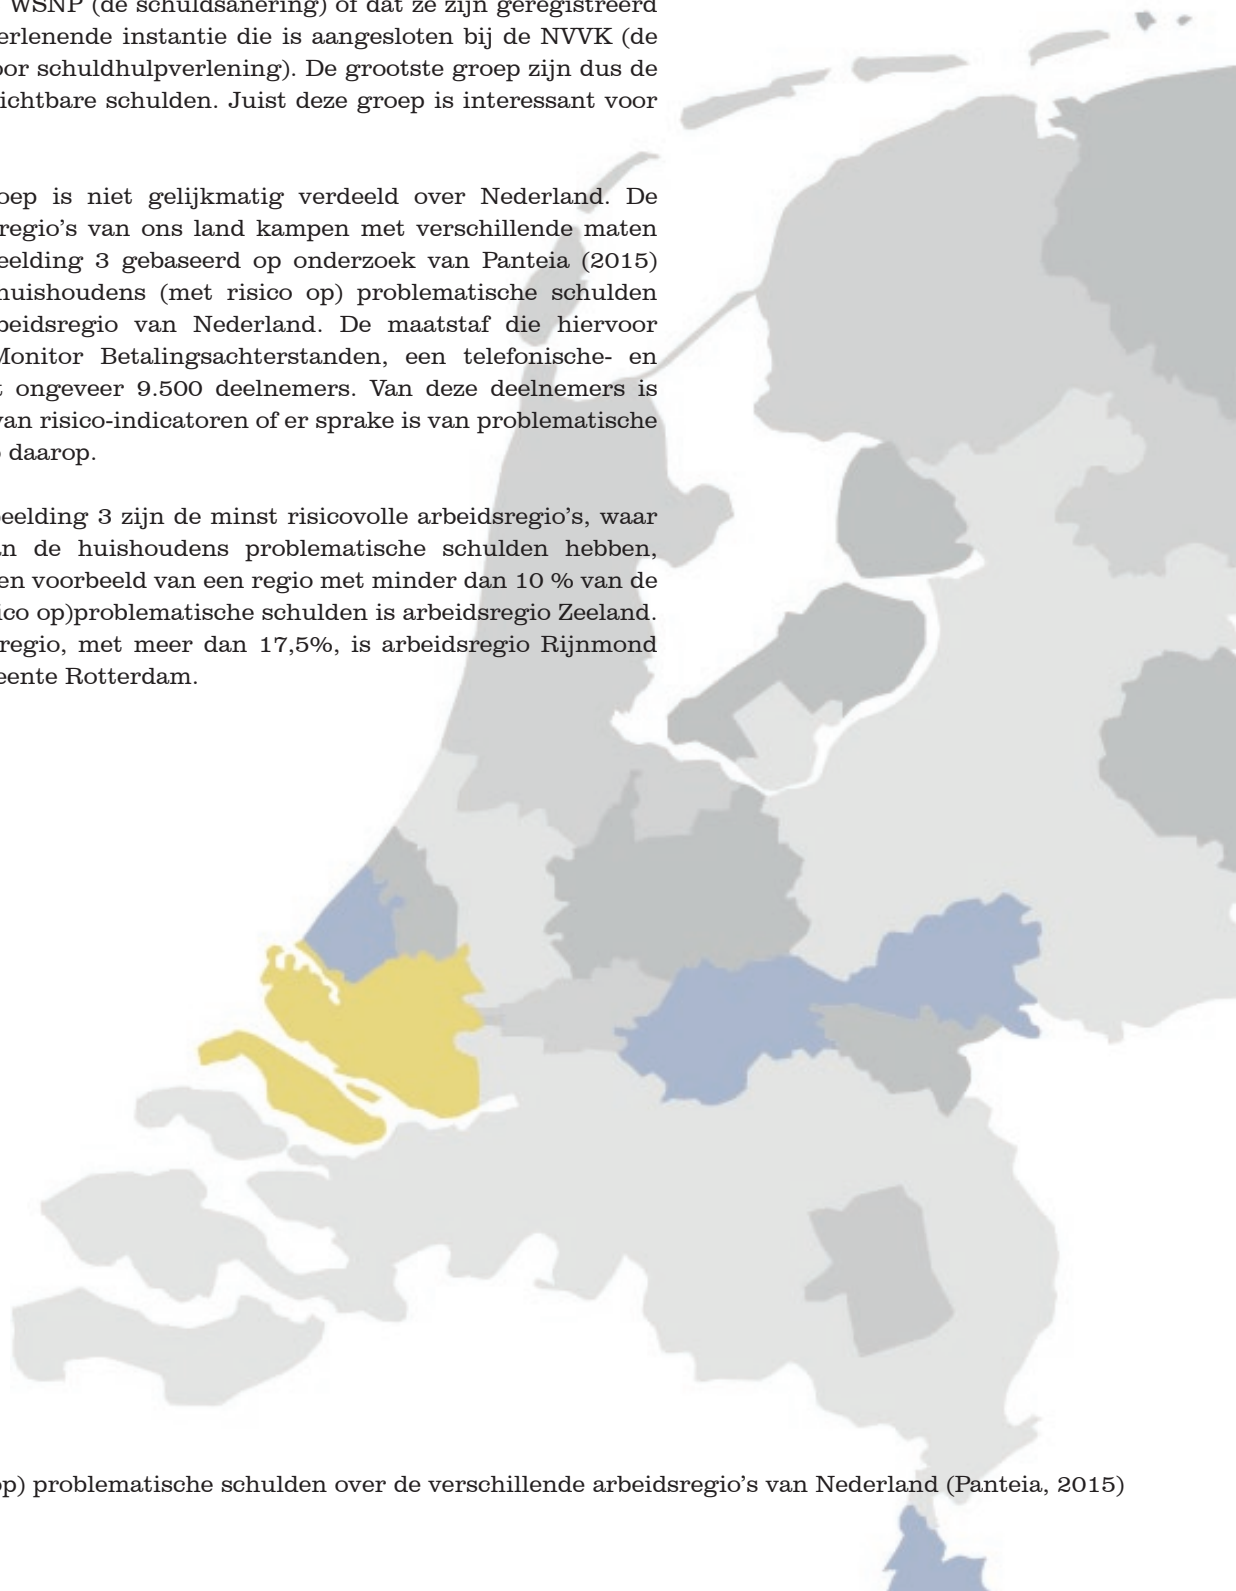 WSNP (de schuldsanering) of dat ze zijn geregistreerd
erlenende instantie die is aangesloten bij de NVVK (de
oor schuldhulpverlening). De grootste groep zijn dus de
ichtbare schulden. Juist deze groep is interessant voor
oep is niet gelijkmatig verdeeld over Nederland. De
regio's van ons land kampen met verschillende maten
eelding 3 gebaseerd op onderzoek van Panteia (2015)
huishoudens (met risico op) problematische schulden
beidsregio van Nederland. De maatstaf die hiervoor
Monitor Betalingsachterstanden, een telefonische- en
t ongeveer 9.500 deelnemers. Van deze deelnemers is
van risico-indicatoren of er sprake is van problematische
daarop.
eelding 3 zijn de minst risicovolle arbeidsregio's, waar
an de huishoudens problematische schulden hebben,
en voorbeeld van een regio met minder dan 10 % van de
ico op)problematische schulden is arbeidsregio Zeeland.
regio, met meer dan 17,5%, is arbeidsregio Rijnmond
eente Rotterdam.
op) problematische schulden over de verschillende arbeidsregio's van Nederland (Panteia, 2015)